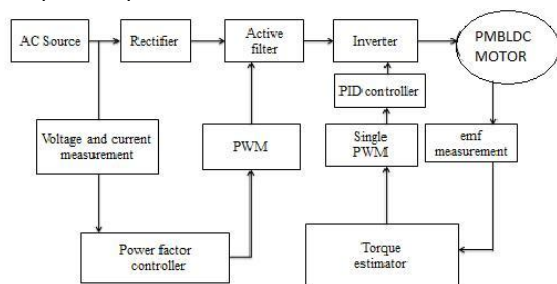 AC Source
Rectifier
Active
filter
Inverter
PMBLDC
MOTOR
PID controller
Voltage and current
measurement
PWM
Single
PWM
emf
measurement
Power factor
controller
Torque
estimator